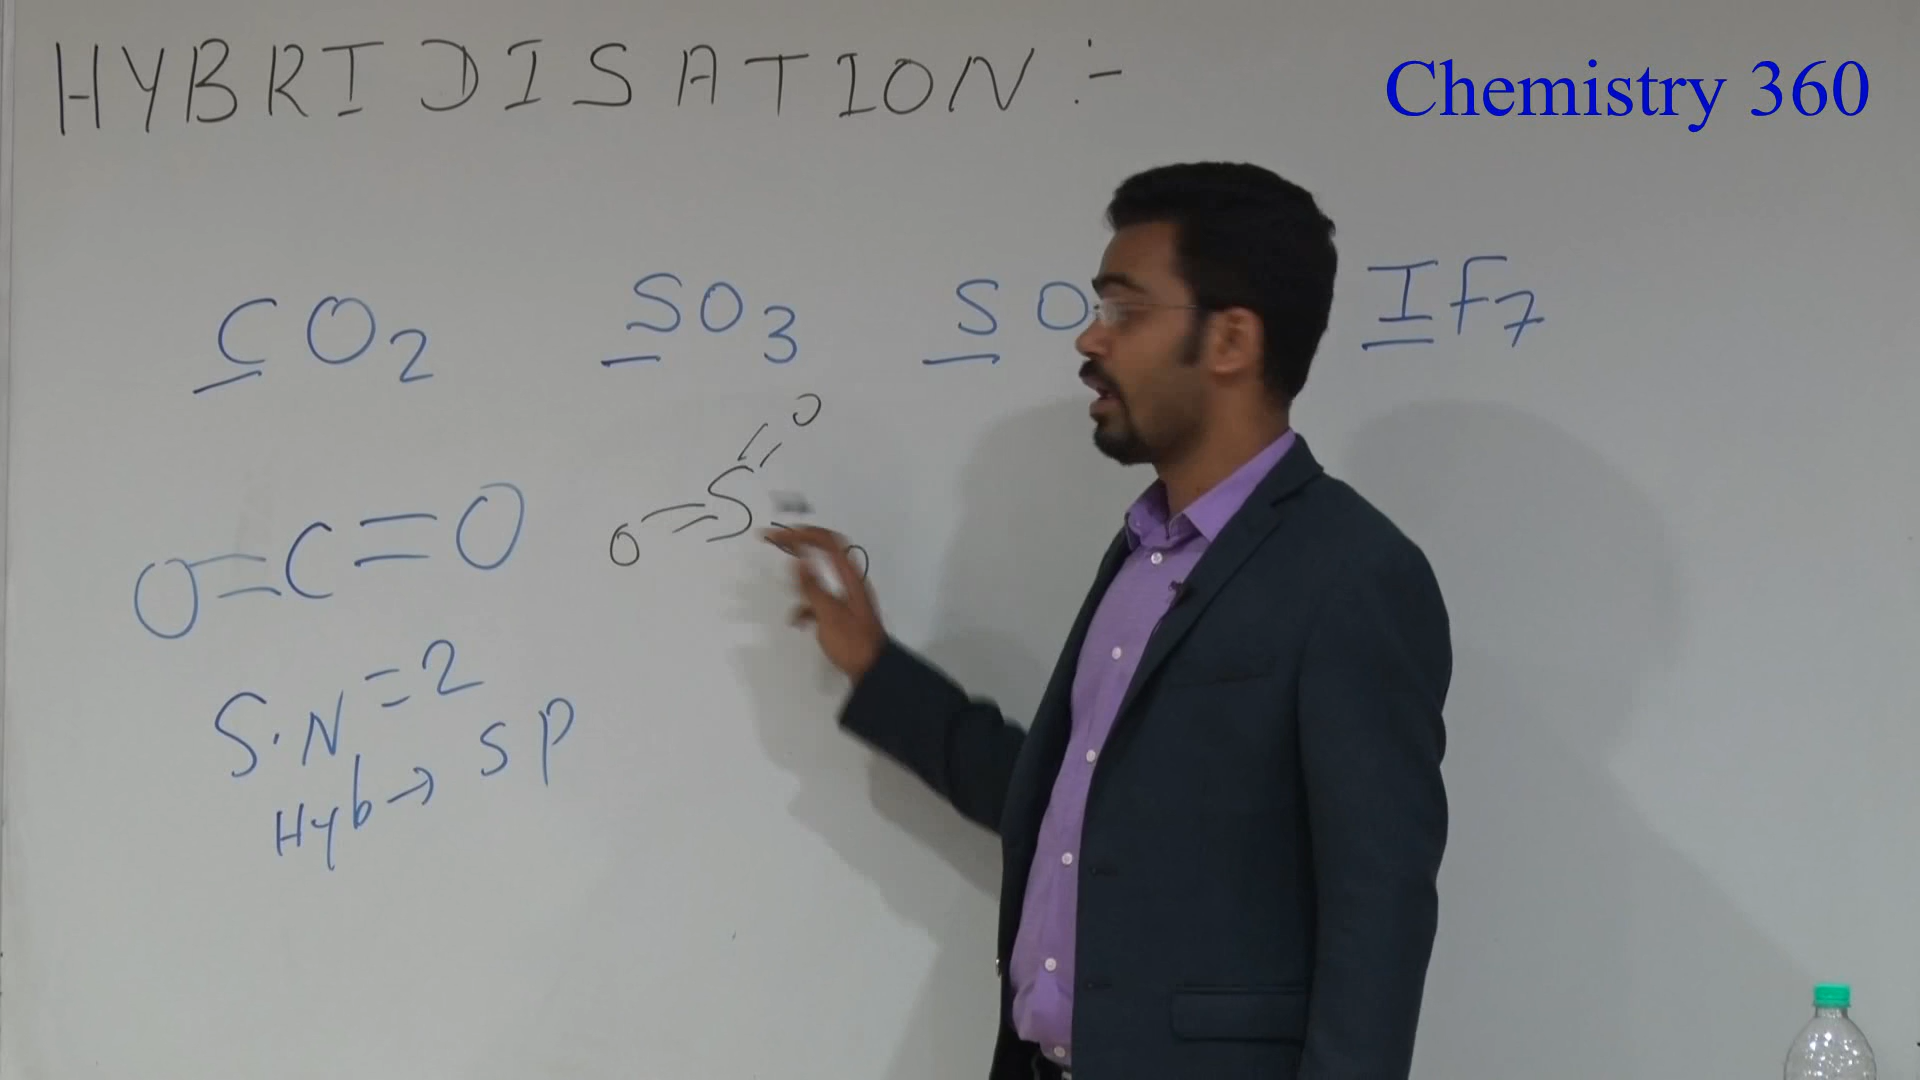 HYBRIDISATION :-
Chemistry 360
CO2 SO3 SO IF7
O
O=C=O
O=S O
S.N = 2
Hyb → SP